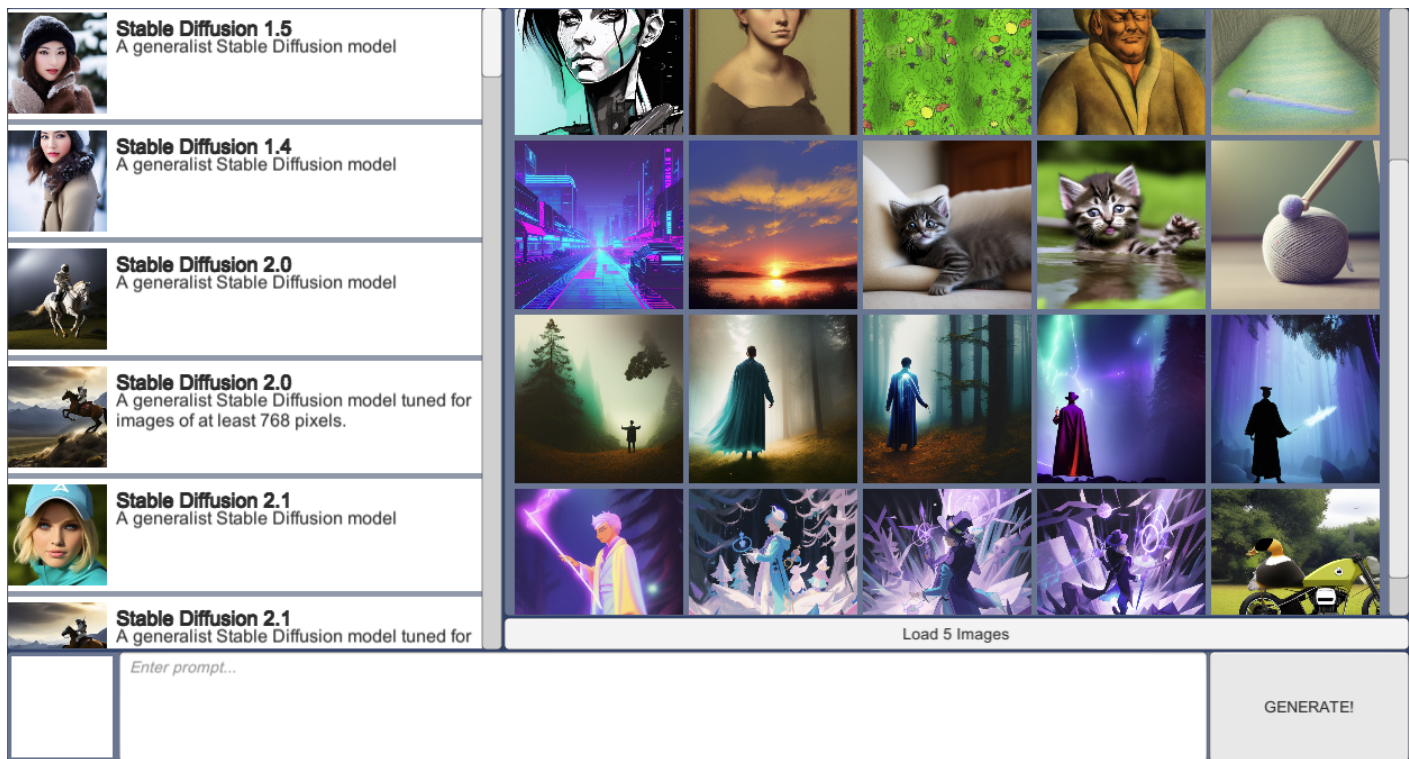 Stable Diffusion 1.5
A generalist Stable Diffusion model
Stable Diffusion 1.4
A generalist Stable Diffusion model
Stable Diffusion 2.0
A generalist Stable Diffusion model
Stable Diffusion 2.0
A generalist Stable Diffusion model tuned for
images of at least 768 pixels.
Stable Diffusion 2.1
A generalist Stable Diffusion model
Stable Diffusion 2.1
A generalist Stable Diffusion model tuned for
Load 5 Images
Enter prompt...
GENERATE!